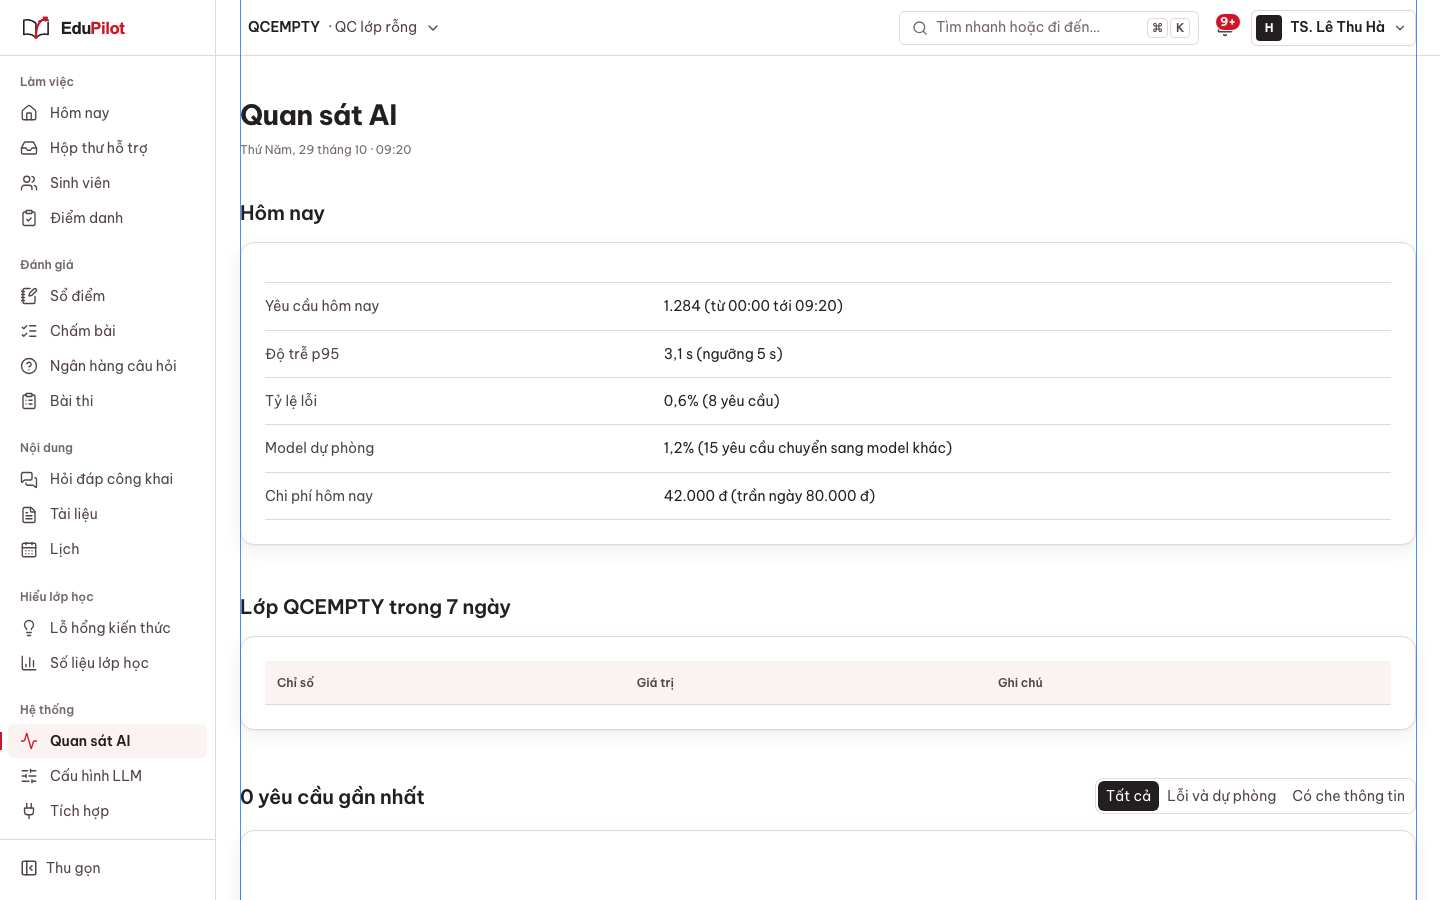 EduPilot
QCEMPTY · QC lớp rỗng
Tìm nhanh hoặc đi đến...
⌘ K
9+
H
TS. Lê Thu Hà
Làm việc
Hôm nay
Hộp thư hỗ trợ
Sinh viên
Điểm danh
Đánh giá
Sổ điểm
Chấm bài
Ngân hàng câu hỏi
Bài thi
Nội dung
Hỏi đáp công khai
Tài liệu
Lịch
Hiểu lớp học
Lỗ hổng kiến thức
Số liệu lớp học
Hệ thống
Quan sát AI
Cấu hình LLM
Tích hợp
Thu gọn
Quan sát AI
Thứ Năm, 29 tháng 10 · 09:20
Hôm nay
Yêu cầu hôm nay 1.284 (từ 00:00 tới 09:20)
Độ trễ p95 3,1 s (ngưỡng 5 s)
Tỷ lệ lỗi 0,6% (8 yêu cầu)
Model dự phòng 1,2% (15 yêu cầu chuyển sang model khác)
Chi phí hôm nay 42.000 đ (trần ngày 80.000 đ)
Lớp QCEMPTY trong 7 ngày
Chỉ số Giá trị Ghi chú
0 yêu cầu gần nhất
Tất cả Lỗi và dự phòng Có che thông tin